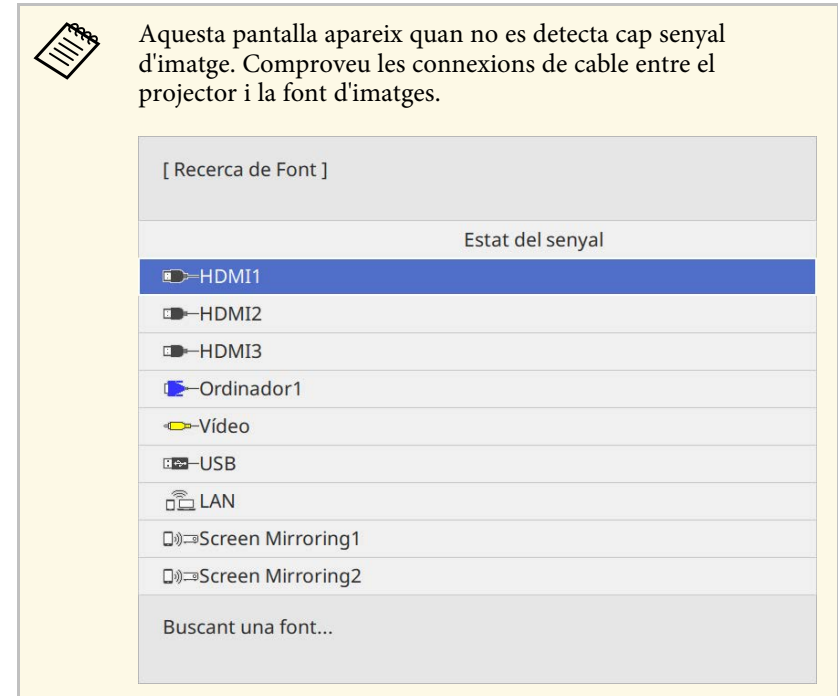 Aquesta pantalla apareix quan no es detecta cap senyal
d'imatge. Comproveu les connexions de cable entre el
projector i la font d'imatges.
[ Recerca de Font ]
Estat del senyal
HDMI1
HDMI2
HDMI3
Ordinador1
Vídeo
USB
LAN
Screen Mirroring1
Screen Mirroring2
Buscant una font...